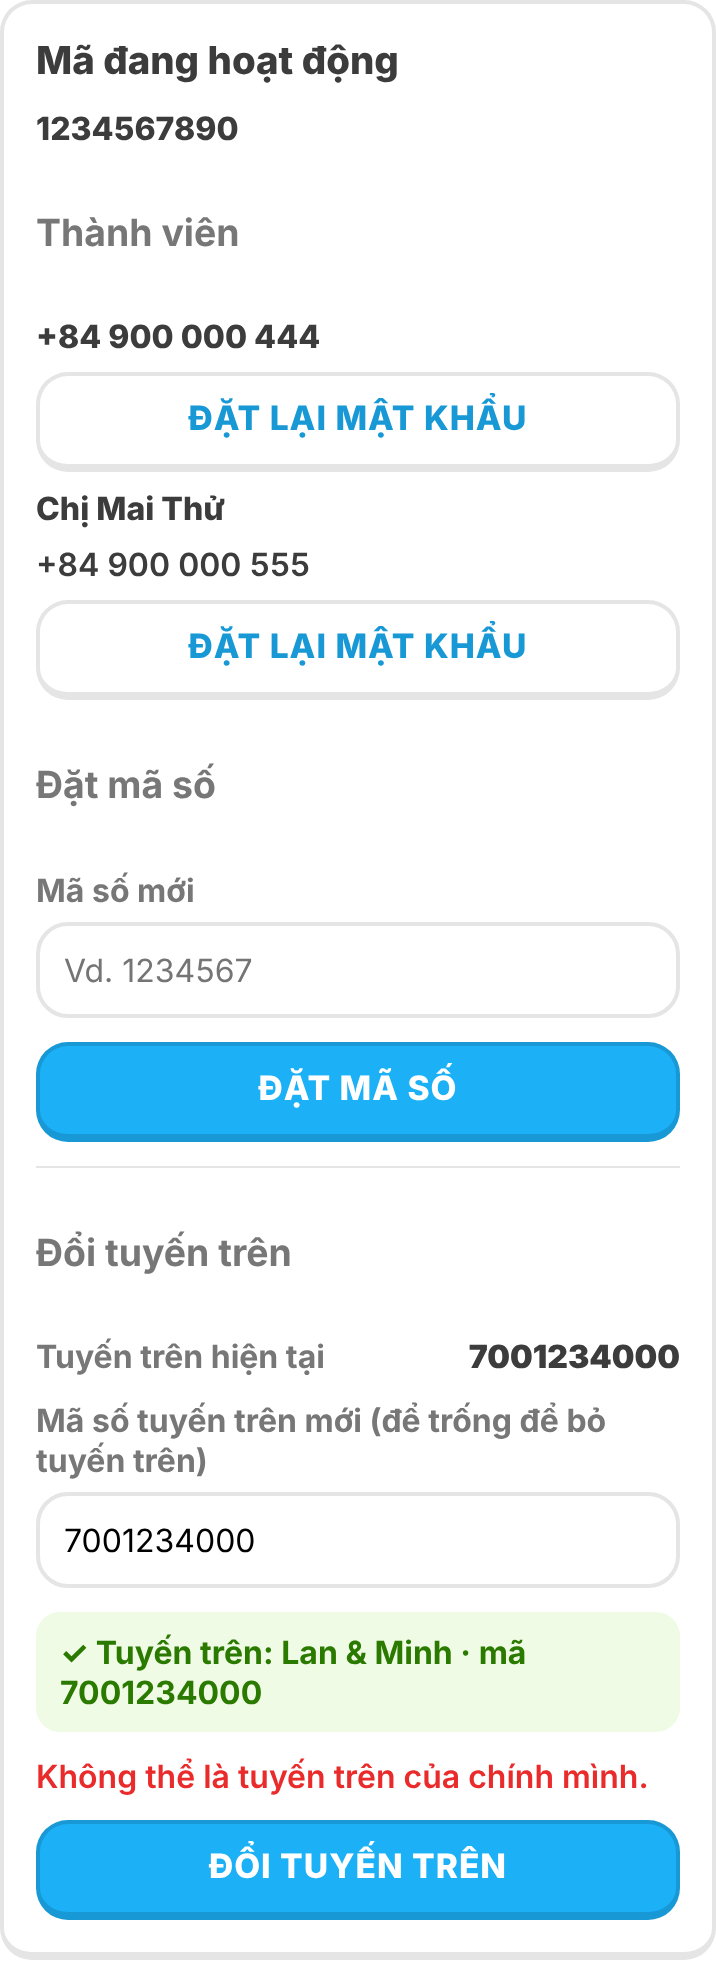 Mã đang hoạt động
1234567890
Thành viên
+84 900 000 444
ĐẶT LẠI MẬT KHẨU
Chị Mai Thử
+84 900 000 555
ĐẶT LẠI MẬT KHẨU
Đặt mã số
Mã số mới
Vd. 1234567
ĐẶT MÃ SỐ
Đổi tuyến trên
Tuyến trên hiện tại 7001234000
Mã số tuyến trên mới (để trống để bỏ
tuyến trên)
7001234000
✓ Tuyến trên: Lan & Minh · mã
7001234000
Không thể là tuyến trên của chính mình.
ĐỔI TUYẾN TRÊN